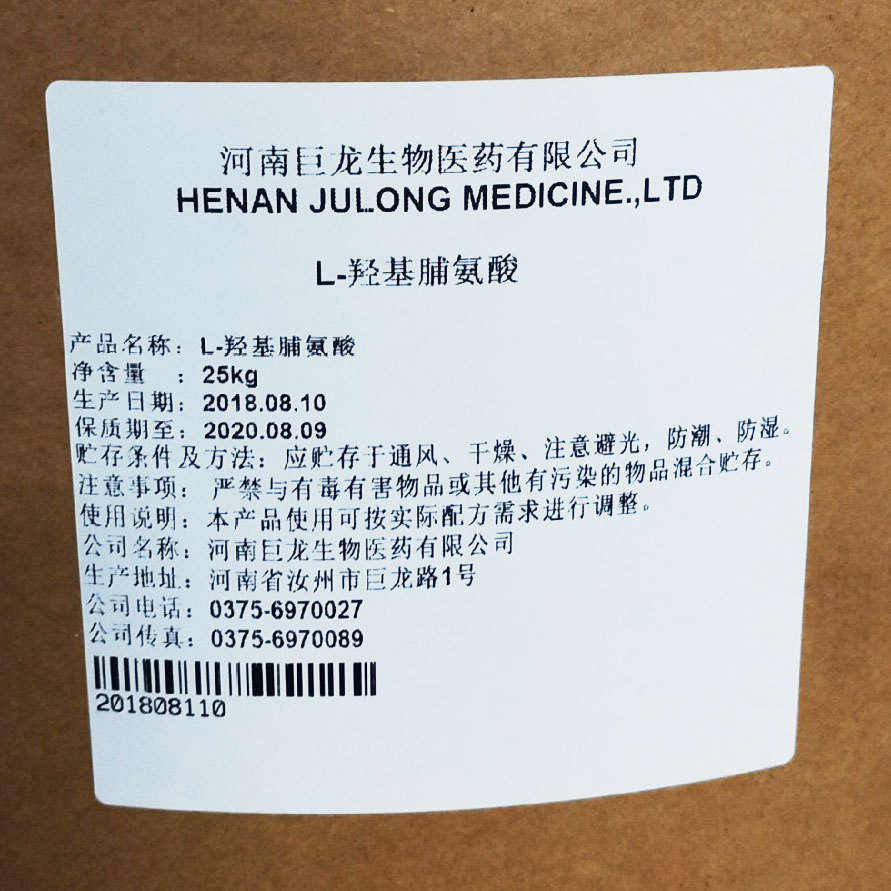 河南巨龙生物医药有限公司
HENAN JULONG MEDICINE.,LTD
L-羟基脯氨酸
产品名称：L-羟基脯氨酸
净含量 ：25kg
生产日期：2018.08.10
保质期至：2020.08.09
贮存条件及方法：应贮存于通风、干燥、注意避光，防潮、防湿。
注意事项：严禁与有毒有害物品或其他有污染的物品混合贮存。
使用说明：本产品使用可按实际配方需求进行调整。
公司名称：河南巨龙生物医药有限公司
生产地址：河南省汝州市巨龙路1号
公司电话：0375-6970027
公司传真：0375-6970089
201808110